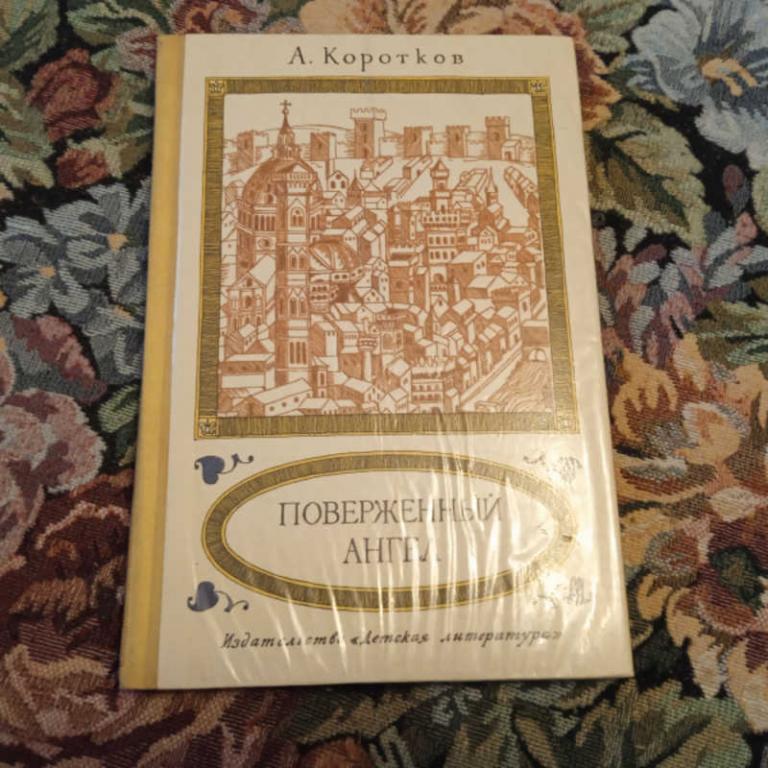 А. Коротков
ПОВЕРЖЕННЫЙ
АНГЕЛ
Издательство «Детская литература»